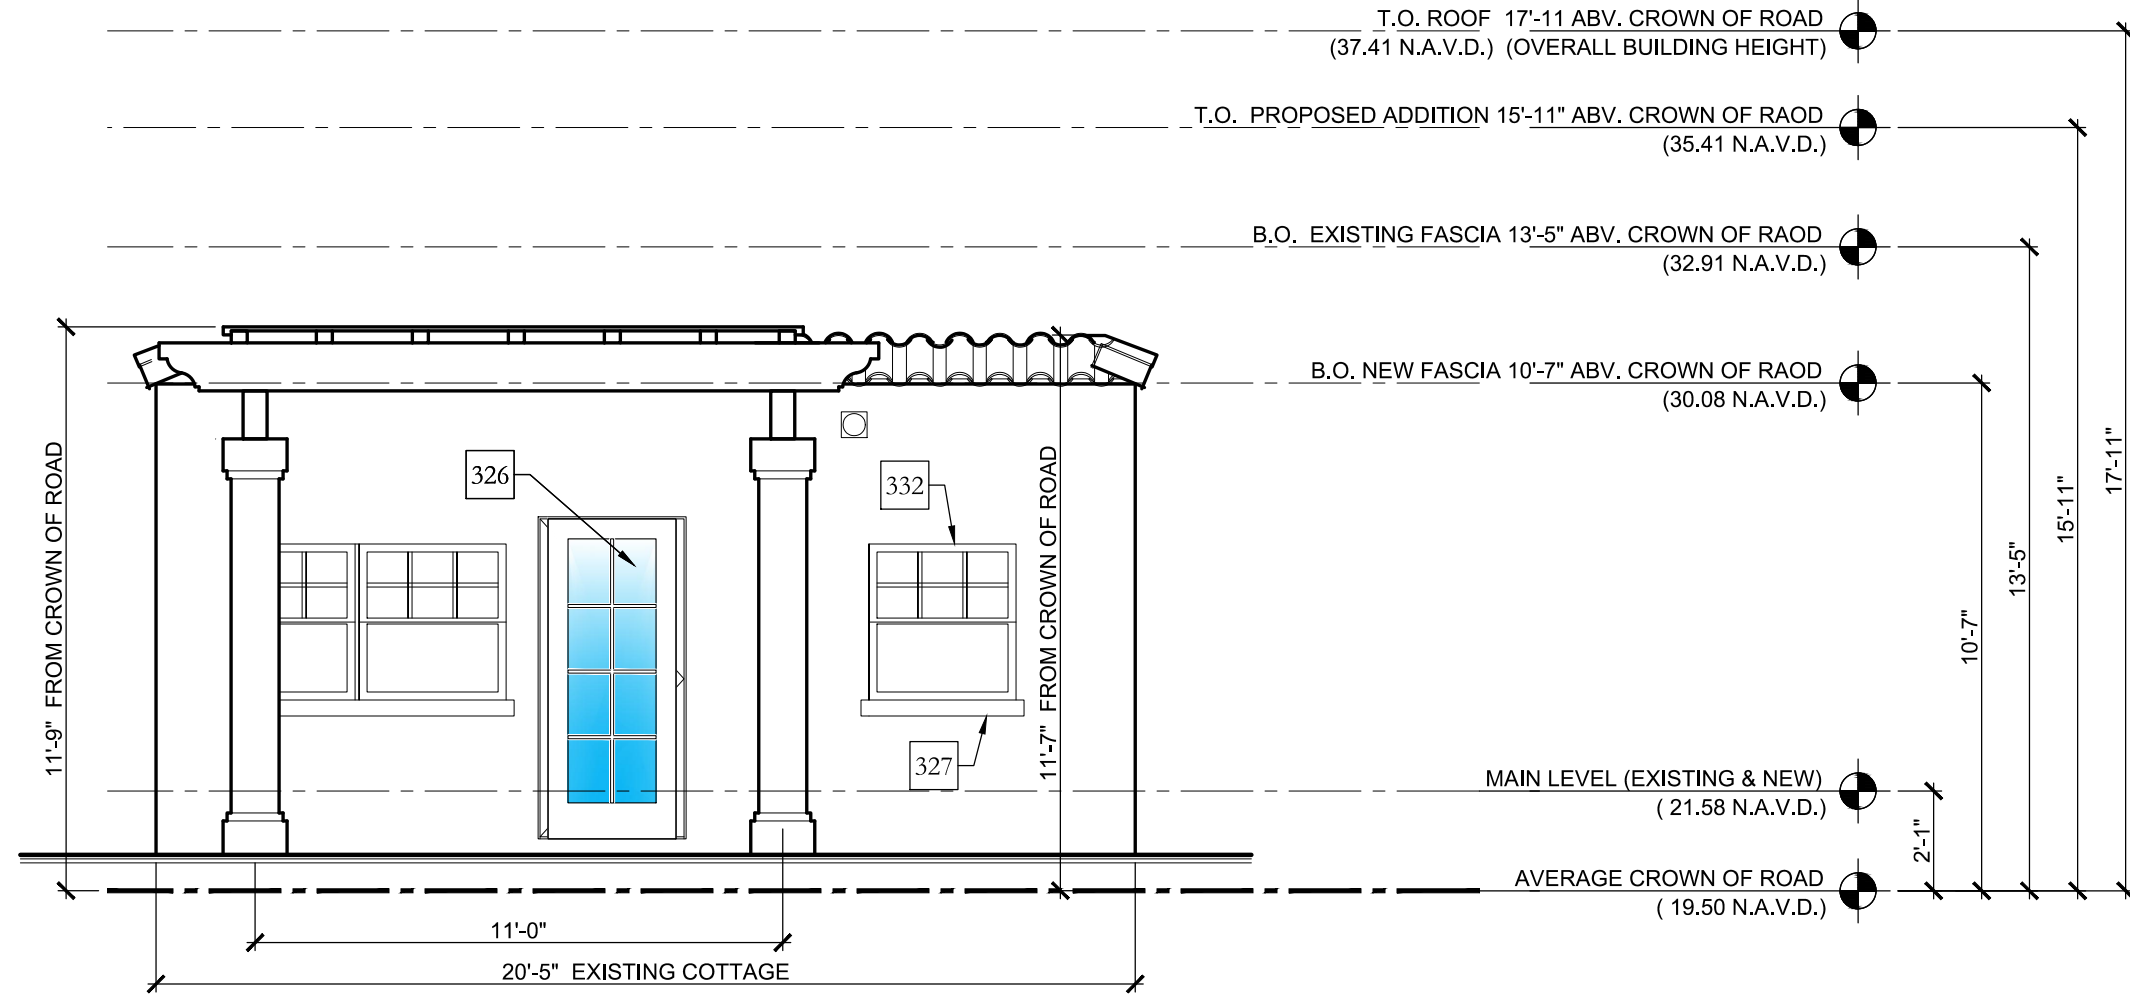 T.O. ROOF 17'-11 ABV. CROWN OF ROAD
(37.41 N.A.V.D.) (OVERALL BUILDING HEIGHT)
T.O. PROPOSED ADDITION 15'-11" ABV. CROWN OF RAOD
(35.41 N.A.V.D.)
B.O. EXISTING FASCIA 13'-5" ABV. CROWN OF RAOD
(32.91 N.A.V.D.)
B.O. NEW FASCIA 10'-7" ABV. CROWN OF RAOD
(30.08 N.A.V.D.)
11'-9" FROM CROWN OF ROAD
326
332
327
11'-7" FROM CROWN OF ROAD
MAIN LEVEL (EXISTING & NEW)
( 21.58 N.A.V.D.)
AVERAGE CROWN OF ROAD
( 19.50 N.A.V.D.)
2'-1"
10'-7"
13'-5"
15'-11"
17'-11"
11'-0"
20'-5" EXISTING COTTAGE